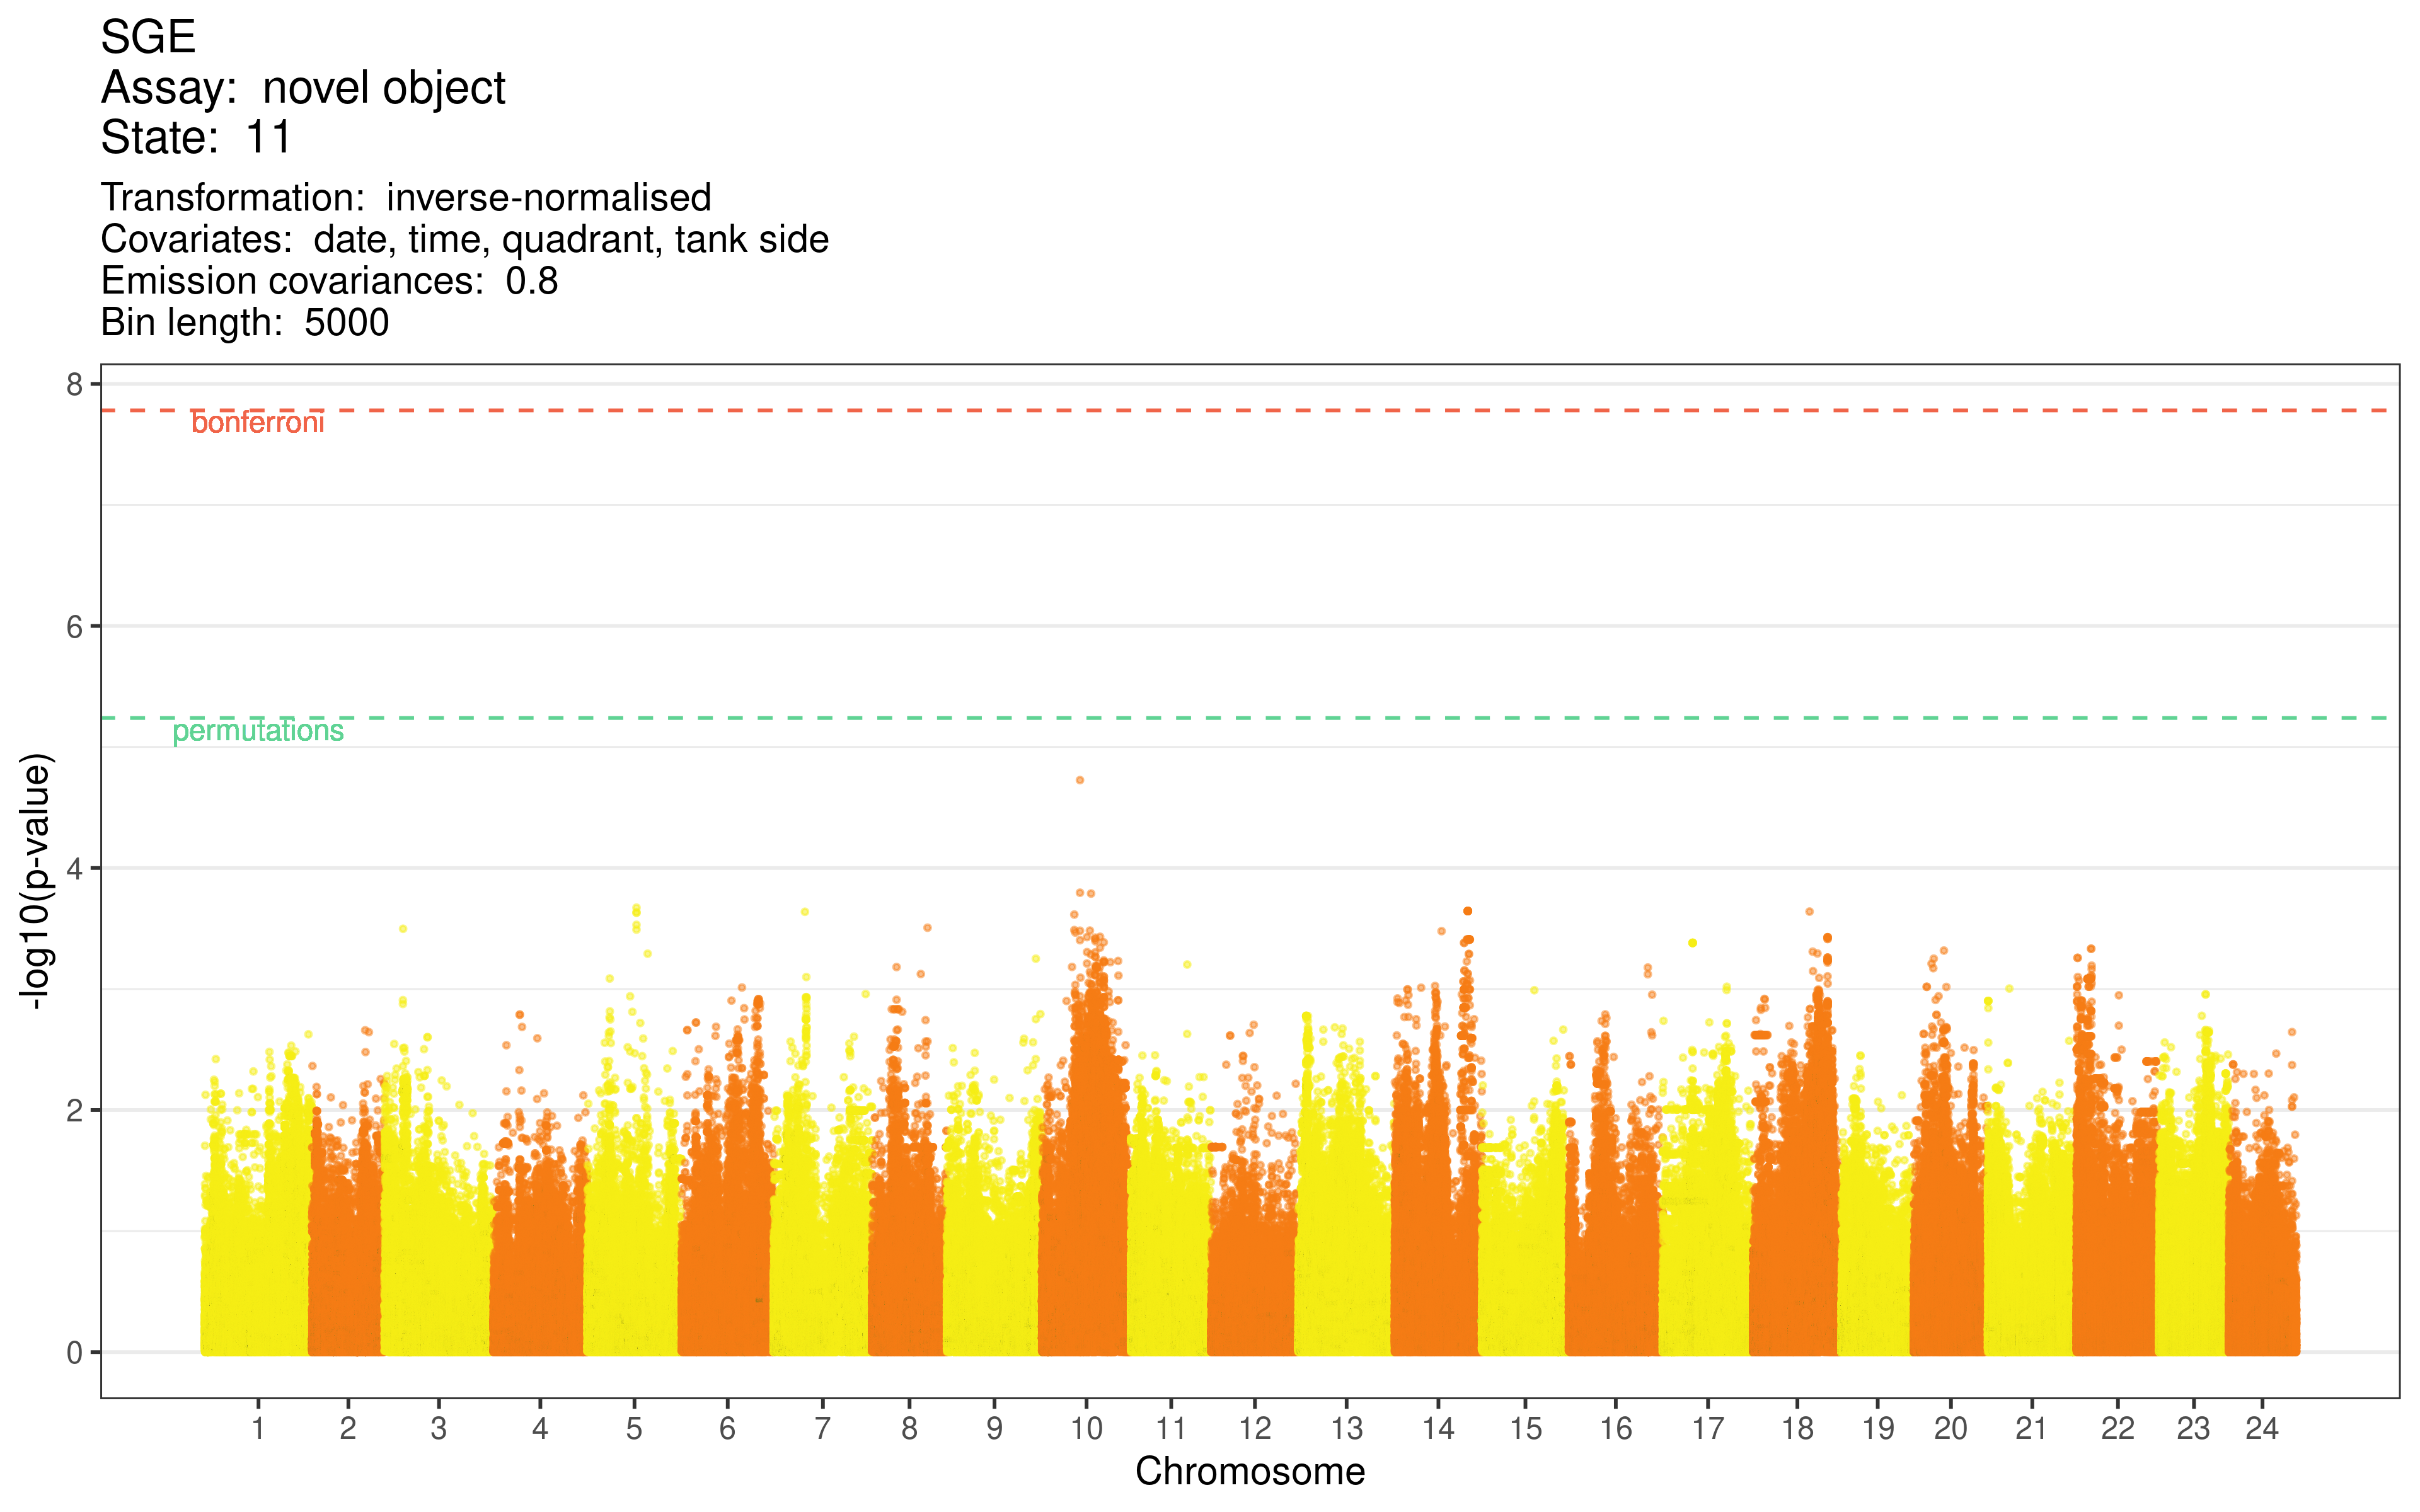 SGE
Assay:  novel object
State:  11
Transformation:  inverse-normalised
Covariates:  date, time, quadrant, tank side
Emission covariances:  0.8
Bin length:  5000
8
bonferroni
6
permutations
4
2
0
-log10(p-value)
1 2 3 4 5 6 7 8 9 10 11 12 13 14 15 16 17 18 19 20 21 22 23 24
Chromosome